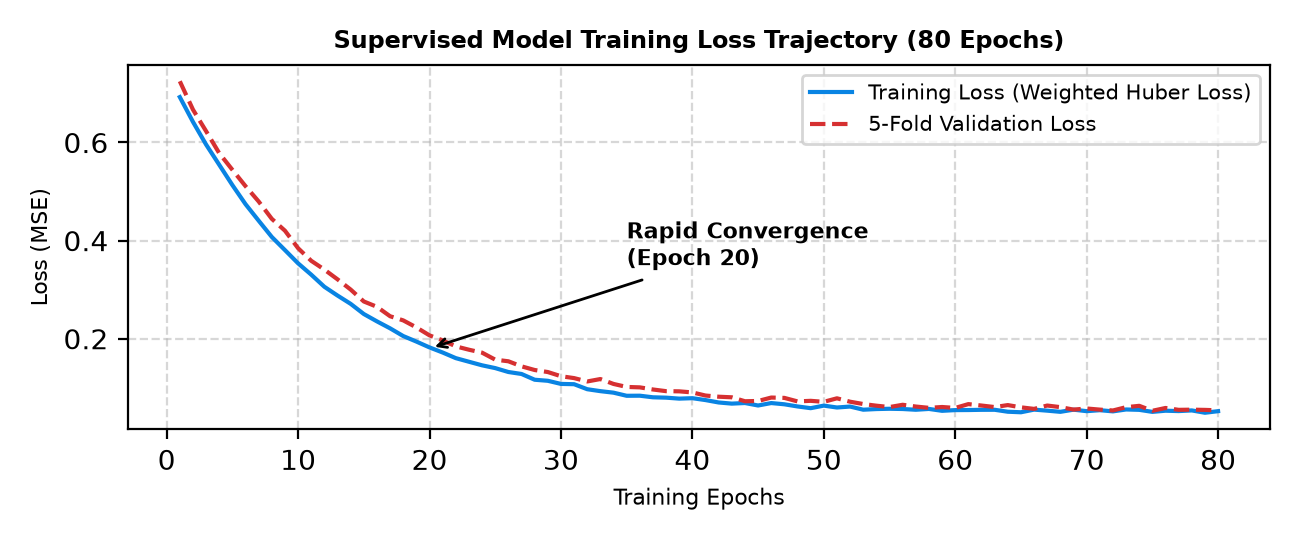 Supervised Model Training Loss Trajectory (80 Epochs)
Training Loss (Weighted Huber Loss)
5-Fold Validation Loss
0.6
0.4
0.2
Loss (MSE)
Rapid Convergence
(Epoch 20)
0 10 20 30 40 50 60 70 80
Training Epochs